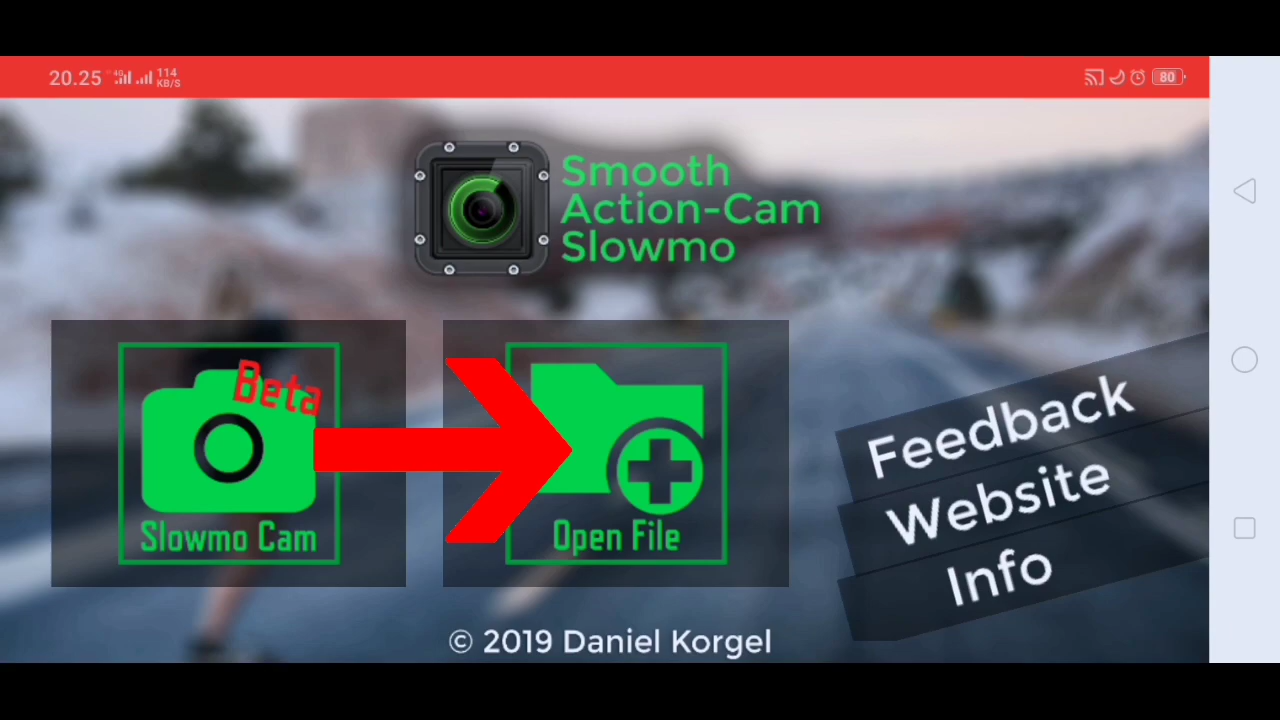 20.25 4G 114
KB/S
80
Smooth
Action-Cam
Slowmo
Beta
Slowmo Cam
Open File
Feedback
Website
Info
© 2019 Daniel Korgel